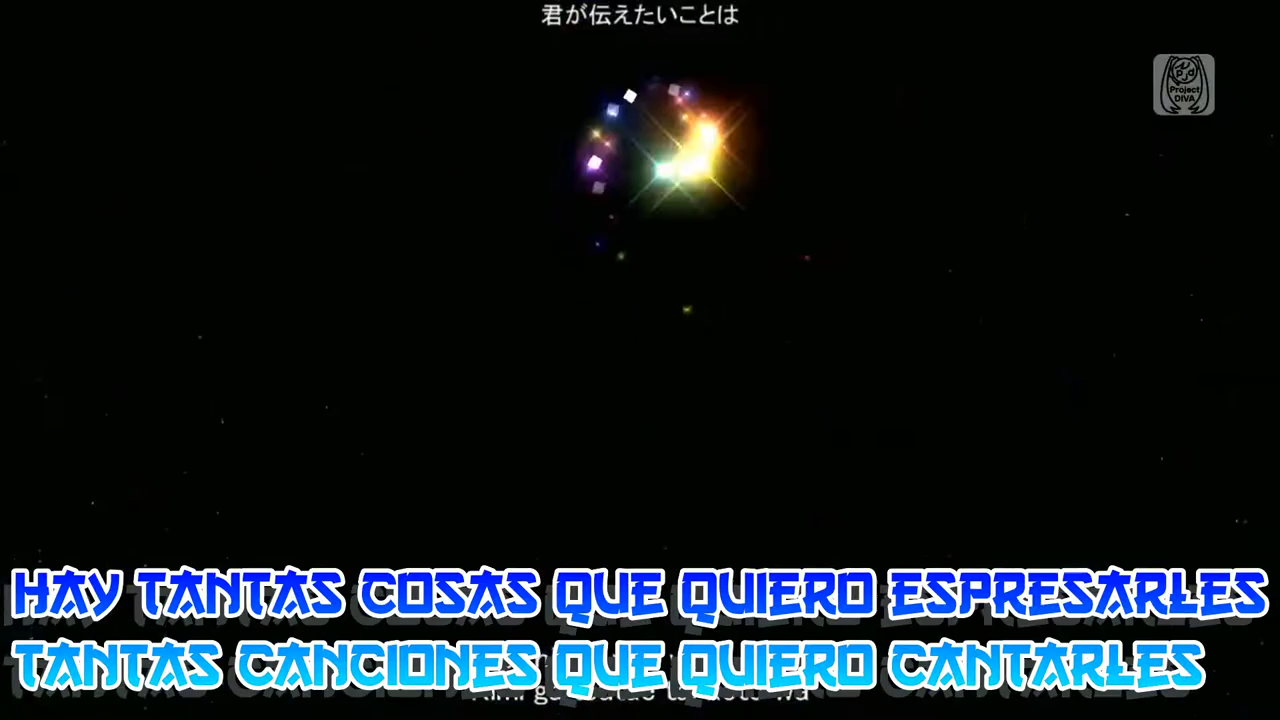 君が伝えたいことは
Project
DIVA
HAY TANTAS COSAS QUE QUIERO ESPRESARLES
TANTAS CANCIONES QUE QUIERO CANTARLES